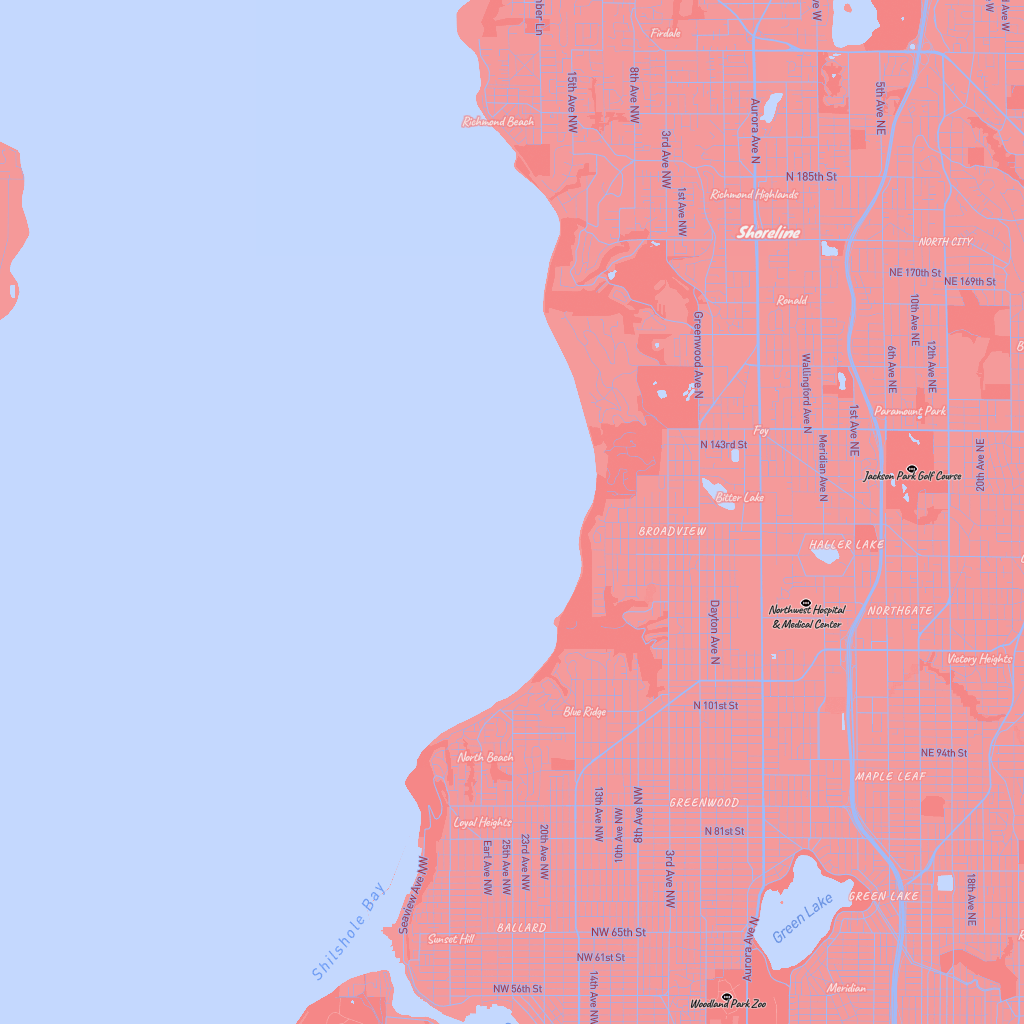 Firdale
15th Ave NW
8th Ave NW
Aurora Ave N
5th Ave NE
Richmond Beach
3rd Ave NW
N 185th St
1st Ave NW
Richmond Highlands
Shoreline
NORTH CITY
NE 170th St
NE 169th St
Ronald
10th Ave NE
Greenwood Ave N
Wallingford Ave N
6th Ave NE
12th Ave NE
Paramount Park
1st Ave NE
Foy
N 143rd St
Meridian Ave N
20th Ave NE
Jackson Park Golf Course
Bitter Lake
BROADVIEW
HALLER LAKE
Northwest Hospital
& Medical Center
NORTHGATE
Dayton Ave N
Victory Heights
N 101st St
Blue Ridge
NE 94th St
North Beach
MAPLE LEAF
GREENWOOD
13th Ave NW
10th Ave NW
8th Ave NW
Loyal Heights
N 81st St
Earl Ave NW
25th Ave NW
23rd Ave NW
20th Ave NW
3rd Ave NW
Seaview Ave NW
Shilshole Bay
18th Ave NE
GREEN LAKE
Green Lake
BALLARD
NW 65th St
Sunset Hill
Aurora Ave N
NW 61st St
14th Ave NW
NW 56th St
Meridian
Woodland Park Zoo